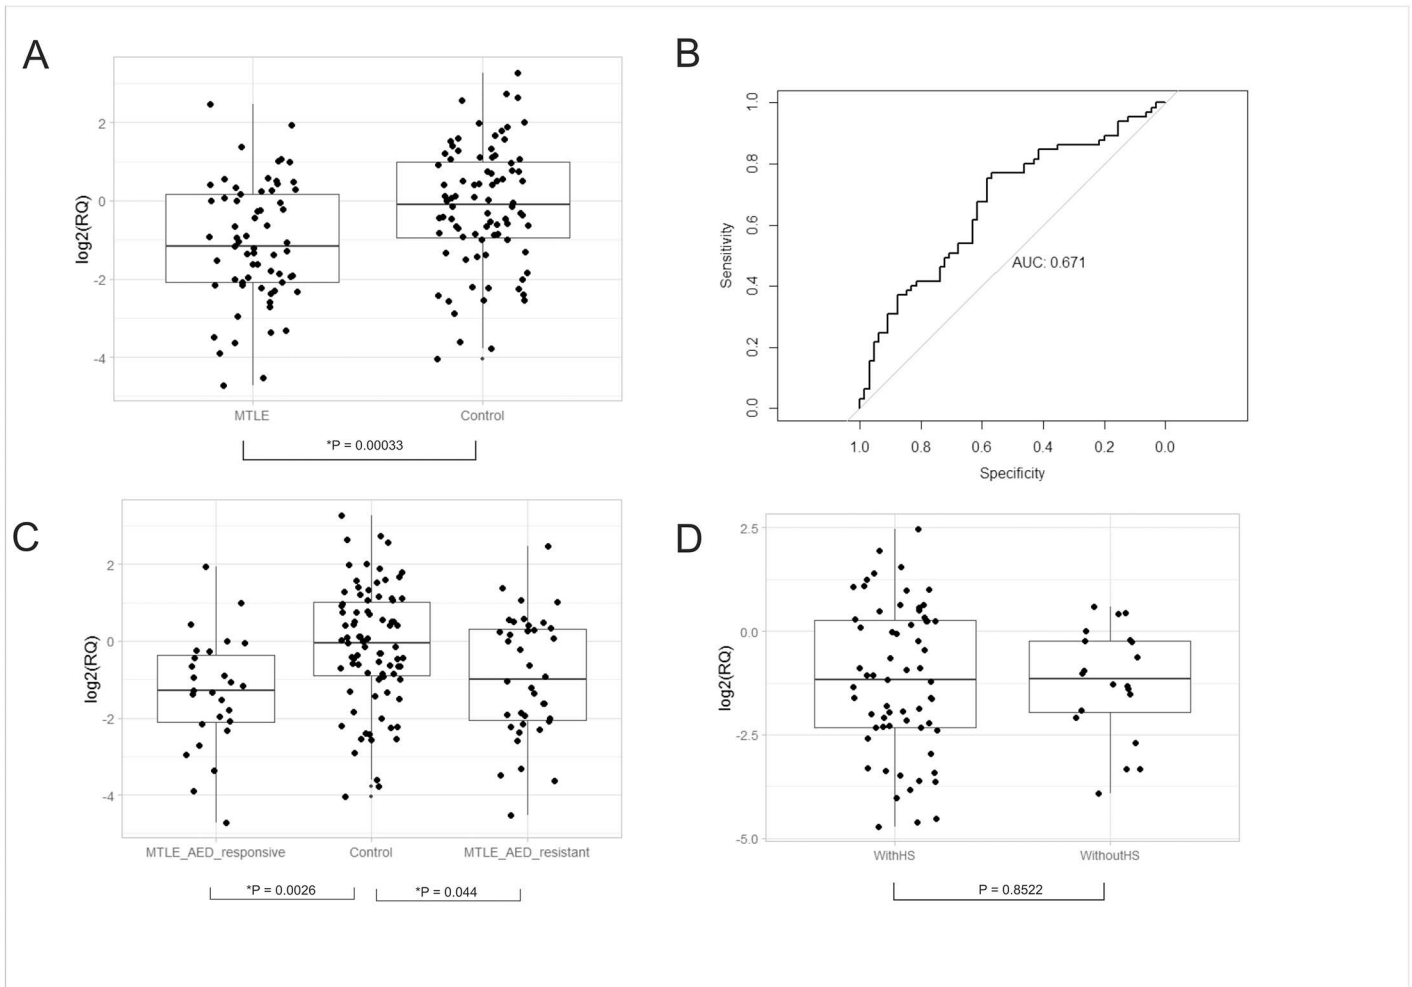 A
log2(RQ)
2
0
-2
-4
MTLE
Control
*P = 0.00033
B
Sensitivity
1.0
0.8
0.6
0.4
0.2
0.0
AUC: 0.671
1.0
0.8
0.6
0.4
0.2
0.0
Specificity
C
log2(RQ)
2
0
-2
-4
MTLE_AED_responsive
Control
MTLE_AED_resistant
*P = 0.0026
*P = 0.044
D
log2(RQ)
2.5
0.0
-2.5
-5.0
WithHS
WithoutHS
P = 0.8522